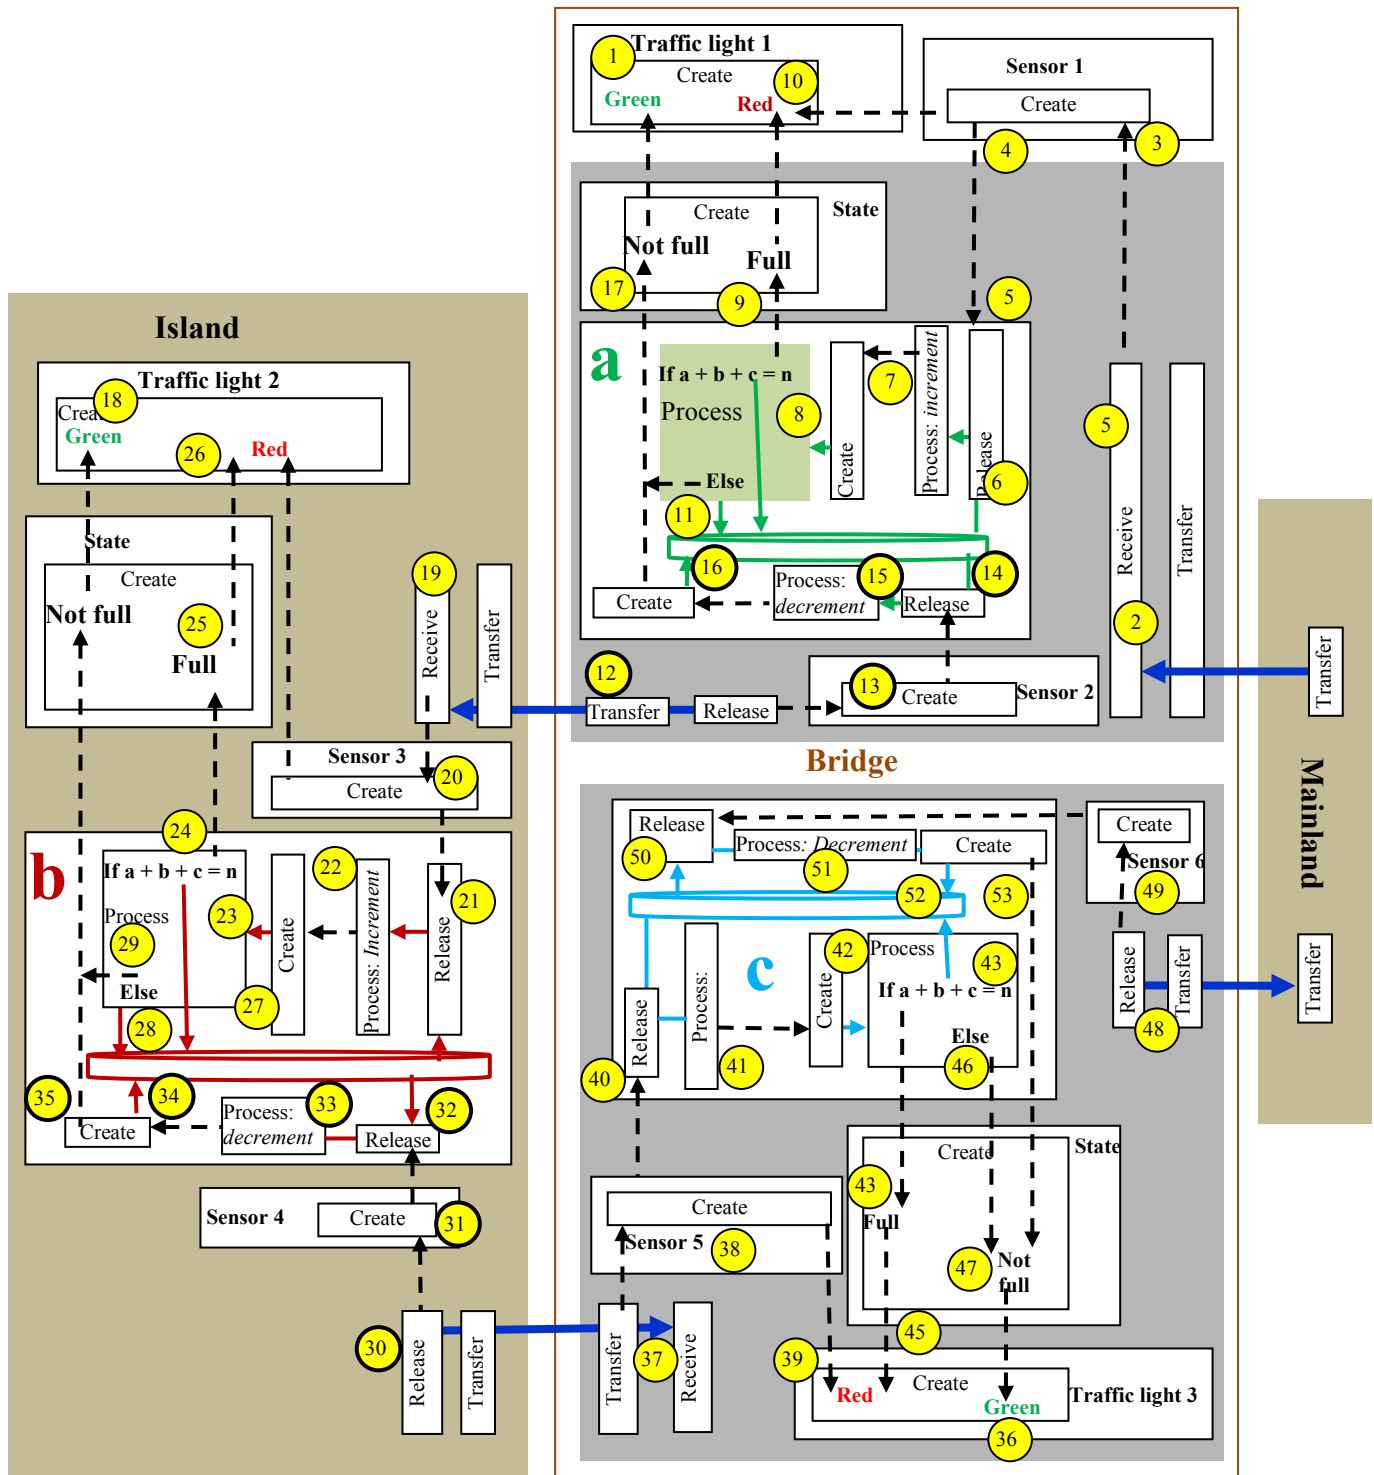 Traffic light 1
1
Create
10
Green
Red
Sensor 1
Create
4
3
State
Create
Not full
Full
17
9
5
a
If a + b + c = n
Process
8
Else
11
Create
7
Process: increment
Release
6
16
Create
Process:
decrement
15
14
Release
12
Transfer
Release
13
Create
Sensor 2
5
Receive
2
Transfer
Transfer
Mainland
Transfer
Island
Traffic light 2
18
Create
Green
26
Red
State
Create
Not full
25
Full
19
Receive
Transfer
Sensor 3
20
Create
24
b
If a + b + c = n
23
Process
29
Else
27
28
Create
22
Process: Increment
21
Release
35
34
Create
Process:
decrement
33
32
Release
Sensor 4
Create
31
30
Release
Transfer
Bridge
Release
50
Process: Decrement
51
Create
52
53
Sensor 6
Create
49
Release
48
Transfer
40
Release
Process:
41
c
42
Create
Process
43
If a + b + c = n
Else
46
State
Create
43
Full
47
Not
full
45
Create
Sensor 5
38
Transfer
37
Receive
39
Create
Red
Green
Traffic light 3
36